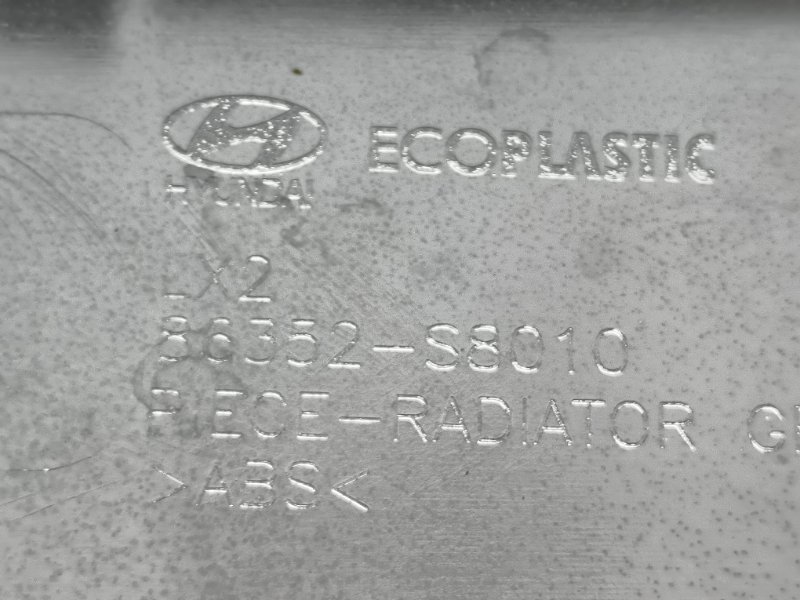 ECOPLASTIC
HYUNDAI
LX2
86352-S8010
PIECE-RADIATOR
>ABS<